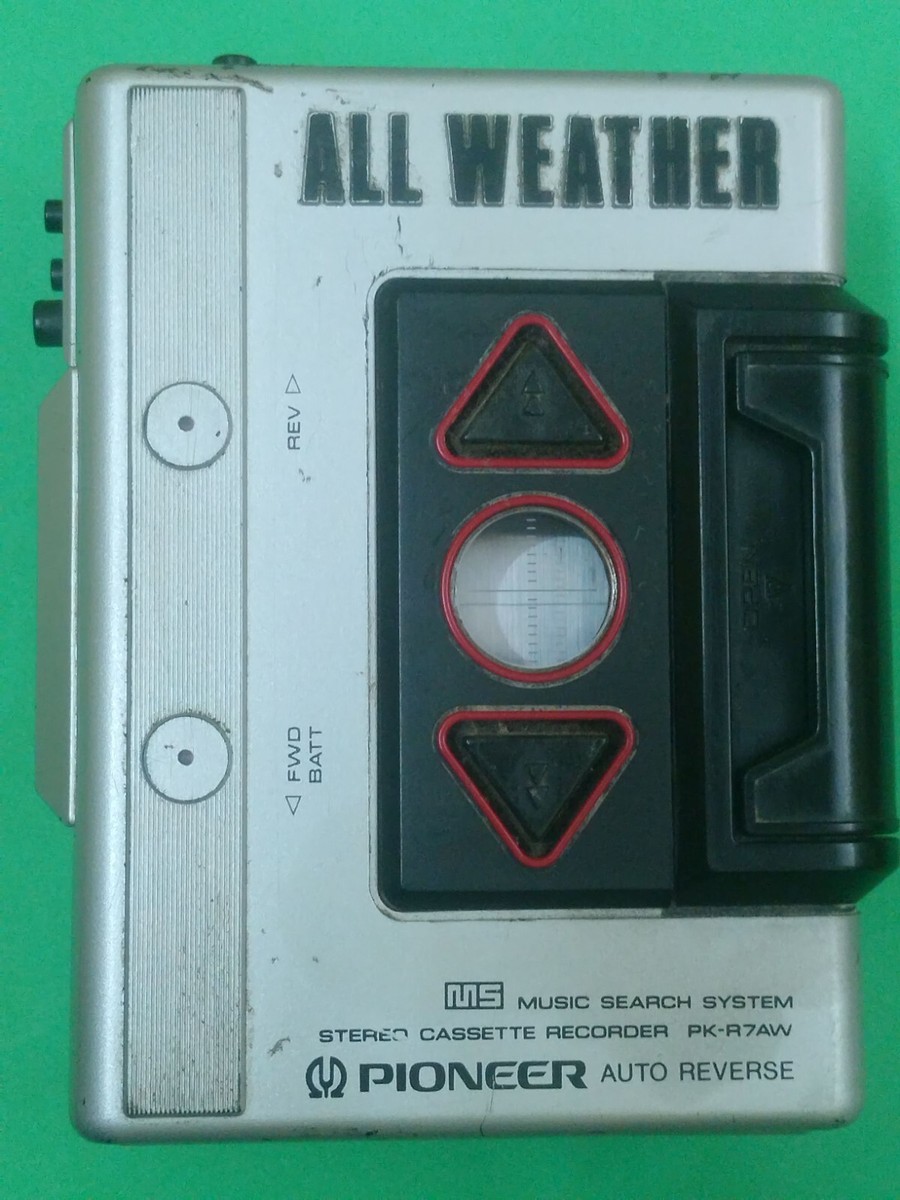 ALL WEATHER
REV ▷
◁ FWD
BATT
OPEN
MS MUSIC SEARCH SYSTEM
STEREO CASSETTE RECORDER PK-R7AW
PIONEER AUTO REVERSE